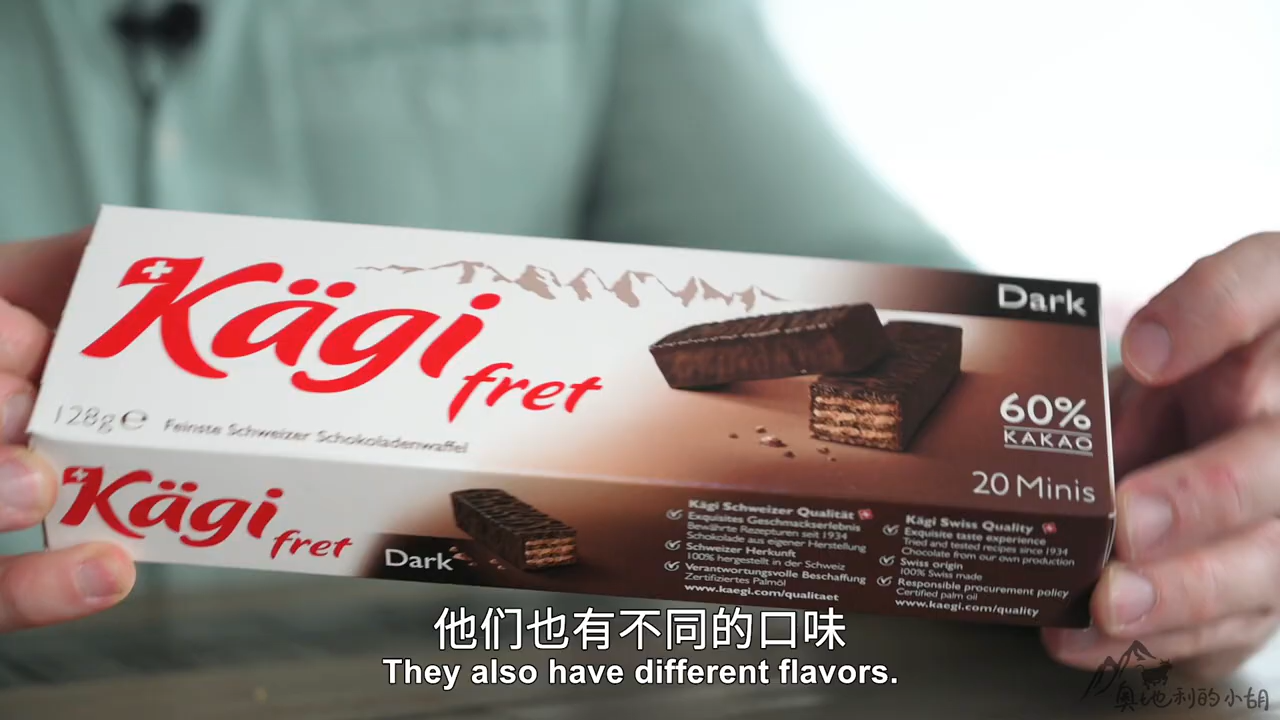 Dark
Kägi
fret
60%
KAKAO
128g e Feinste Schweizer Schokoladenwaffel
20 Minis
Kägi
fret
Dark
Kägi Schweizer Qualität
Exquisites Geschmackserlebnis
Bewährte Rezepturen seit 1934
Schokolade aus eigener Herstellung
Schweizer Herkunft
100% hergestellt in der Schweiz
Verantwortungsvolle Beschaffung
Zertifiziertes Palmöl
www.kaegi.com/qualitaet
Kägi Swiss Quality
Exquisite taste experience
Tried and tested recipes since 1934
Chocolate from our own production
Swiss origin
100% Swiss made
Responsible procurement policy
Certified palm oil
www.kaegi.com/quality
他们也有不同的口味
They also have different flavors.
奥地利的小胡